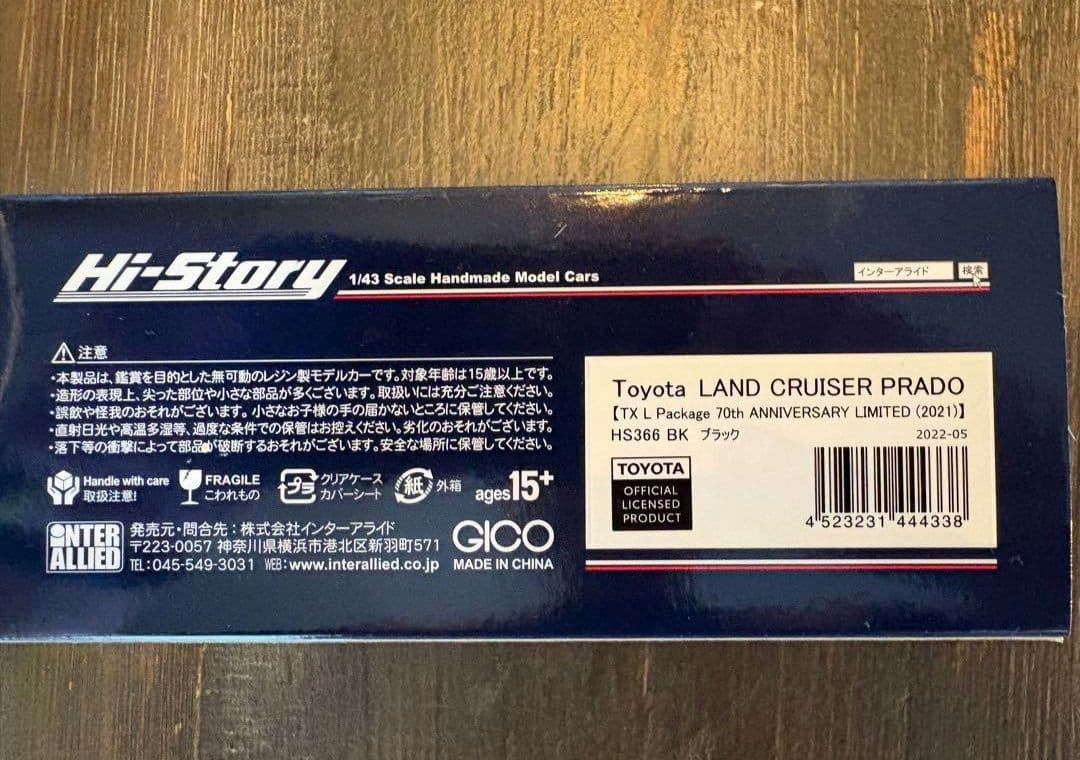 Hi-Story 1/43 Scale Handmade Model Cars
インターアライド 検索
注意
・本製品は、鑑賞を目的とした無可動のレジン製モデルカーです。対象年齢は15歳以上です。
・造形の表現上、尖った部位や小さな部品が多くございます。取扱いには充分ご注意ください。
・誤飲や怪我のおそれがございます。小さなお子様の手の届かないところに保管してください。
・直射日光や高温多湿等、過度な条件での保管はお控えください。劣化のおそれがございます。
・落下等の衝撃によって部品が破断するおそれがございます。安全な場所に保管してください。
Handle with care
取扱注意!
FRAGILE
こわれもの
プラ
クリアケース
カバーシート
紙
外箱
ages15+
INTER
ALLIED
発売元・問合先：株式会社インターアライド
〒223-0057 神奈川県横浜市港北区新羽町571
TEL:045-549-3031 WEB:www.interallied.co.jp
GICO
MADE IN CHINA
Toyota LAND CRUISER PRADO
【TX L Package 70th ANNIVERSARY LIMITED (2021)】
HS366 BK ブラック 2022-05
TOYOTA
OFFICIAL
LICENSED
PRODUCT
4 523231 444338